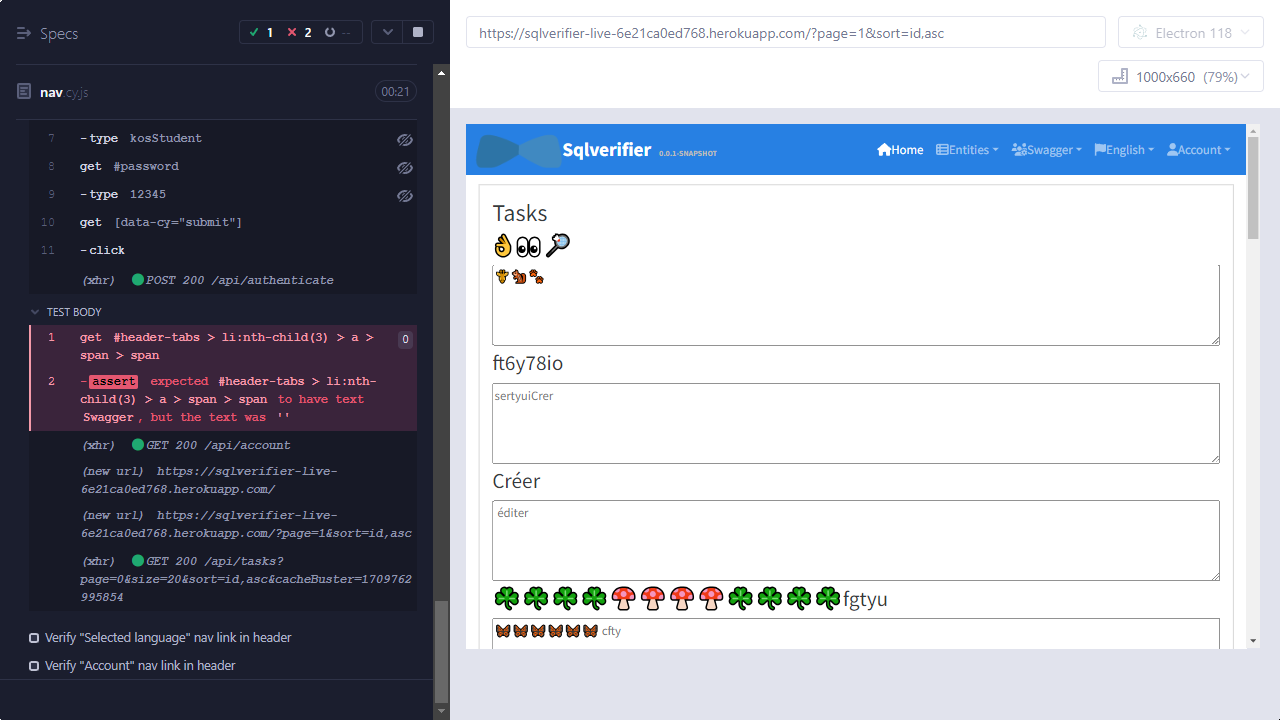 Specs
1 2 --
nav.cy.js 00:21
7 -type kosStudent
8 get #password
9 -type 12345
10 get [data-cy="submit"]
11 -click
(xhr) POST 200 /api/authenticate
TEST BODY
1 get #header-tabs > li:nth-child(3) > a > 0
span > span
2 -assert expected #header-tabs > li:nth-
child(3) > a > span > span to have text
Swagger, but the text was ''
(xhr) GET 200 /api/account
(new url) https://sqlverifier-live-
6e21ca0ed768.herokuapp.com/
(new url) https://sqlverifier-live-
6e21ca0ed768.herokuapp.com/?page=1&sort=id,asc
(xhr) GET 200 /api/tasks?
page=0&size=20&sort=id,asc&cacheBuster=1709762
995854
Verify "Selected language" nav link in header
Verify "Account" nav link in header
https://sqlverifier-live-6e21ca0ed768.herokuapp.com/?page=1&sort=id,asc
Electron 118
1000x660 (79%)
Sqlverifier 0.0.1-SNAPSHOT Home Entities Swagger English Account
Tasks
👌👀🔎
ft6y78io
sertyuiCrer
Créer
éditer
☘☘☘☘🍄🍄🍄🍄☘☘☘☘fgtyu
🦋🦋🦋🦋🦋🦋 cfty